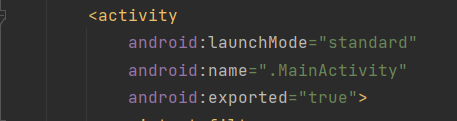 <activity
android:launchMode="standard"
android:name=".MainActivity"
android:exported="true">